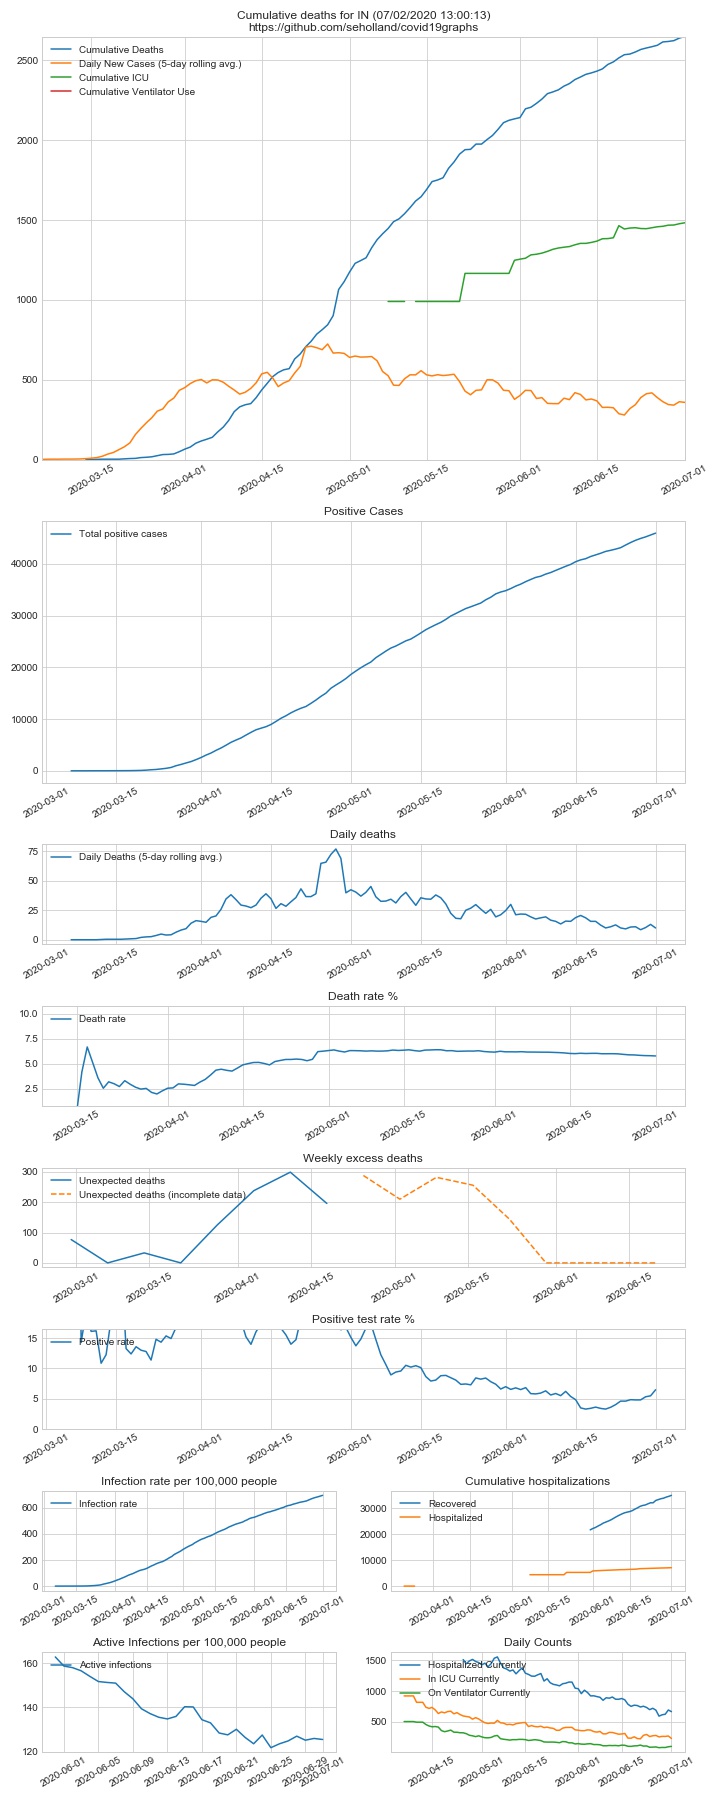 Cumulative deaths for IN (07/02/2020 13:00:13)
https://github.com/seholland/covid19graphs
Cumulative Deaths
Daily New Cases (5-day rolling avg.)
Cumulative ICU
Cumulative Ventilator Use
2500
2000
1500
1000
500
0
2020-03-15 2020-04-01 2020-04-15 2020-05-01 2020-05-15 2020-06-01 2020-06-15 2020-07-01
Positive Cases
Total positive cases
40000
30000
20000
10000
0
2020-03-01 2020-03-15 2020-04-01 2020-04-15 2020-05-01 2020-05-15 2020-06-01 2020-06-15 2020-07-01
Daily deaths
Daily Deaths (5-day rolling avg.)
75
50
25
0
2020-03-01 2020-03-15 2020-04-01 2020-04-15 2020-05-01 2020-05-15 2020-06-01 2020-06-15 2020-07-01
Death rate %
Death rate
10.0
7.5
5.0
2.5
2020-03-15 2020-04-01 2020-04-15 2020-05-01 2020-05-15 2020-06-01 2020-06-15 2020-07-01
Weekly excess deaths
Unexpected deaths
Unexpected deaths (incomplete data)
300
200
100
0
2020-03-01 2020-03-15 2020-04-01 2020-04-15 2020-05-01 2020-05-15 2020-06-01 2020-06-15
Positive test rate %
Positive rate
15
10
5
0
2020-03-01 2020-03-15 2020-04-01 2020-04-15 2020-05-01 2020-05-15 2020-06-01 2020-06-15 2020-07-01
Infection rate per 100,000 people
Infection rate
600
400
200
0
2020-03-01 2020-03-15 2020-04-01 2020-04-15 2020-05-01 2020-05-15 2020-06-01 2020-06-15 2020-07-01
Cumulative hospitalizations
Recovered
Hospitalized
30000
20000
10000
0
2020-04-01 2020-04-15 2020-05-01 2020-05-15 2020-06-01 2020-06-15 2020-07-01
Active Infections per 100,000 people
Active infections
160
140
120
2020-06-01 2020-06-05 2020-06-09 2020-06-13 2020-06-17 2020-06-21 2020-06-25 2020-06-29 2020-07-01
Daily Counts
Hospitalized Currently
In ICU Currently
On Ventilator Currently
1500
1000
500
2020-04-15 2020-05-01 2020-05-15 2020-06-01 2020-06-15 2020-07-01